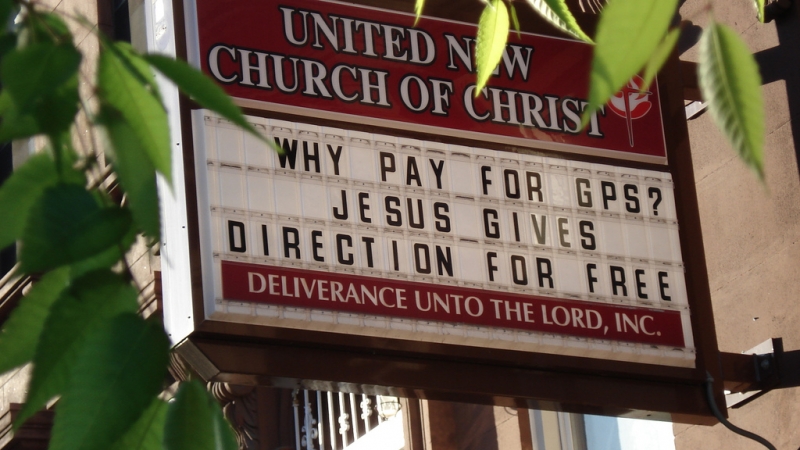 UNITED NEW
CHURCH OF CHRIST
WHY PAY FOR GPS?
JESUS GIVES
DIRECTION FOR FREE
DELIVERANCE UNTO THE LORD, INC.